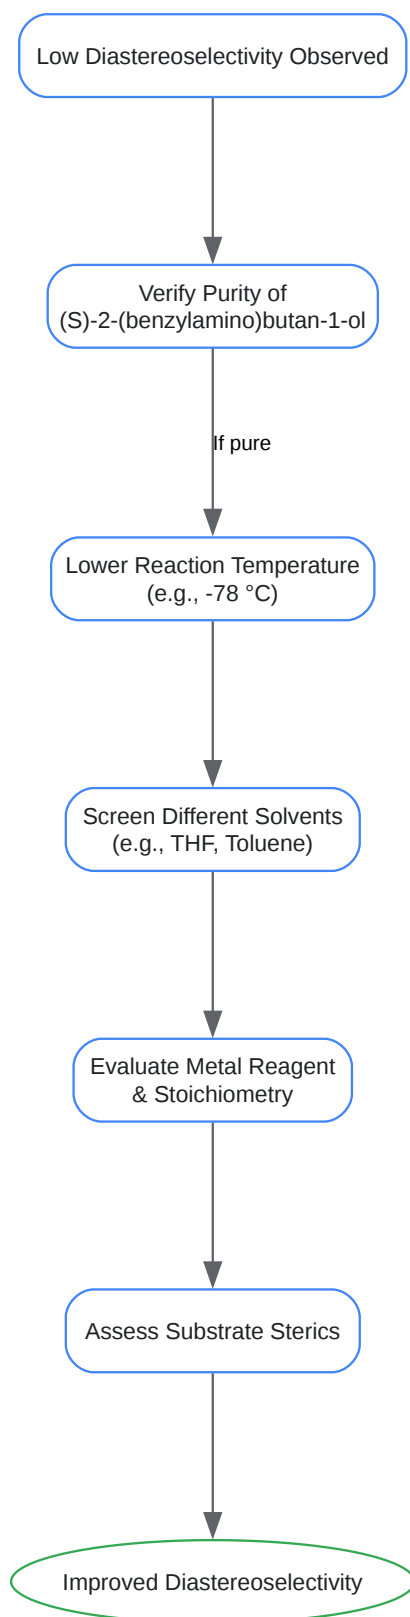 Low Diastereoselectivity Observed
Verify Purity of
(S)-2-(benzylamino)butan-1-ol
If pure
Lower Reaction Temperature
(e.g., -78 °C)
Screen Different Solvents
(e.g., THF, Toluene)
Evaluate Metal Reagent
& Stoichiometry
Assess Substrate Sterics
Improved Diastereoselectivity